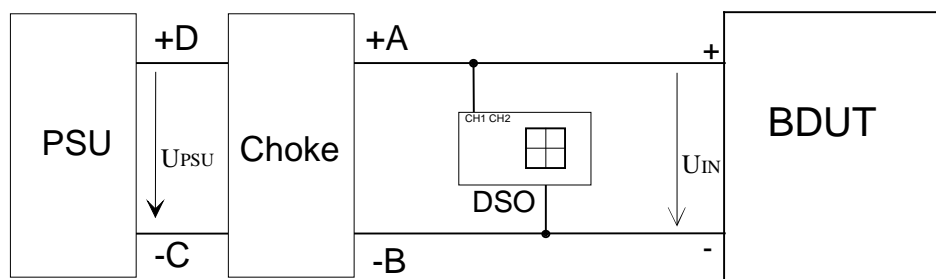 +D
+A
+
PSU
UPSU
Choke
CH1 CH2
DSO
UIN
BDUT
-C
-B
-